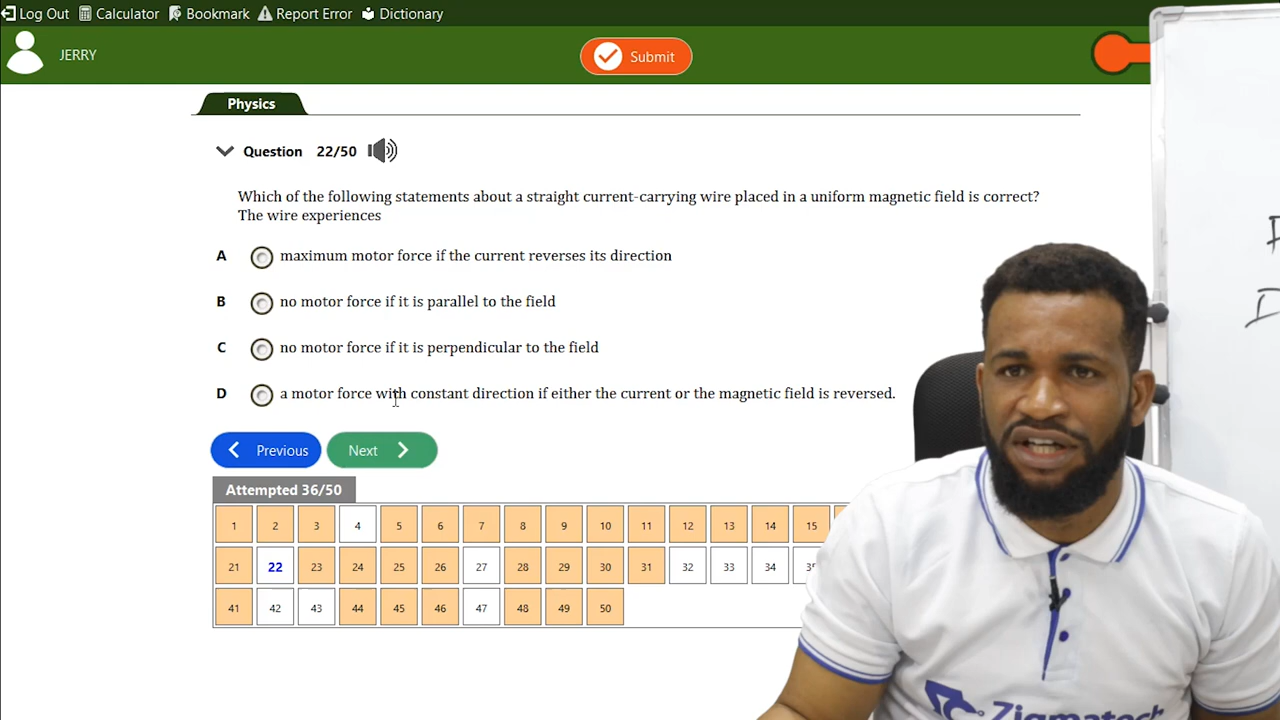 Log Out Calculator Bookmark Report Error Dictionary
JERRY
Submit
Physics
Question 22/50
Which of the following statements about a straight current-carrying wire placed in a uniform magnetic field is correct?
The wire experiences
A maximum motor force if the current reverses its direction
B no motor force if it is parallel to the field
C no motor force if it is perpendicular to the field
D a motor force with constant direction if either the current or the magnetic field is reversed.
Previous Next
Attempted 36/50
1 2 3 4 5 6 7 8 9 10 11 12 13 14 15
21 22 23 24 25 26 27 28 29 30 31 32 33 34
41 42 43 44 45 46 47 48 49 50
Zigmatech